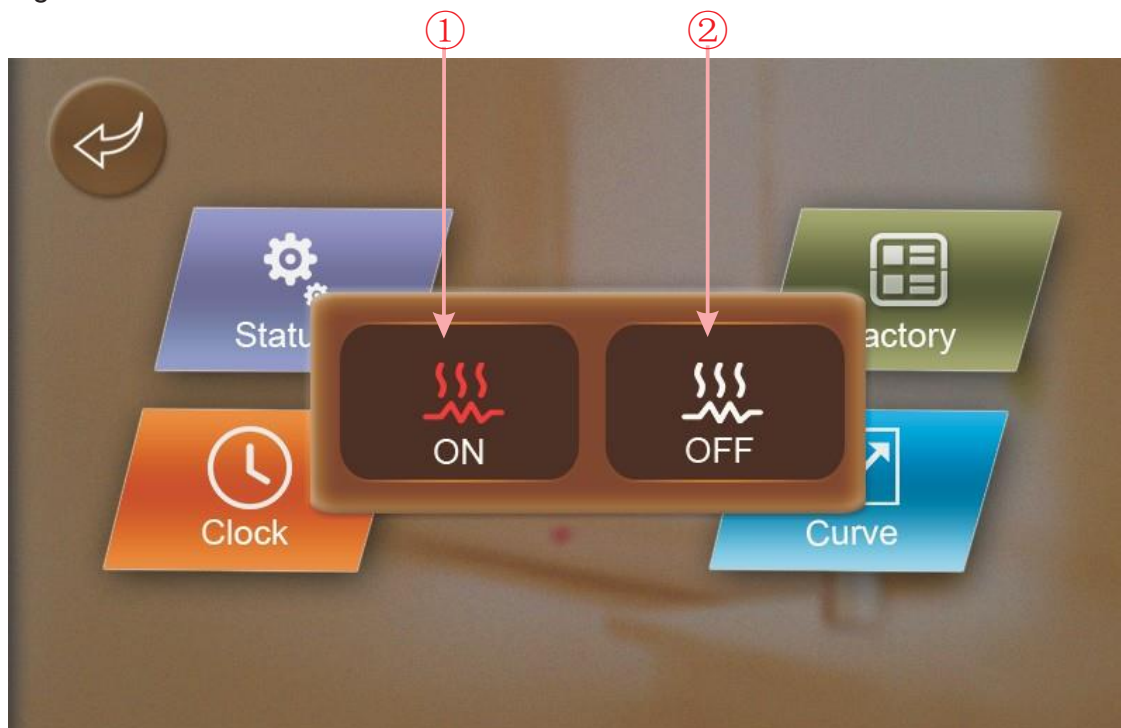 ① ②
Statu
actory
ON OFF
Clock
Curve